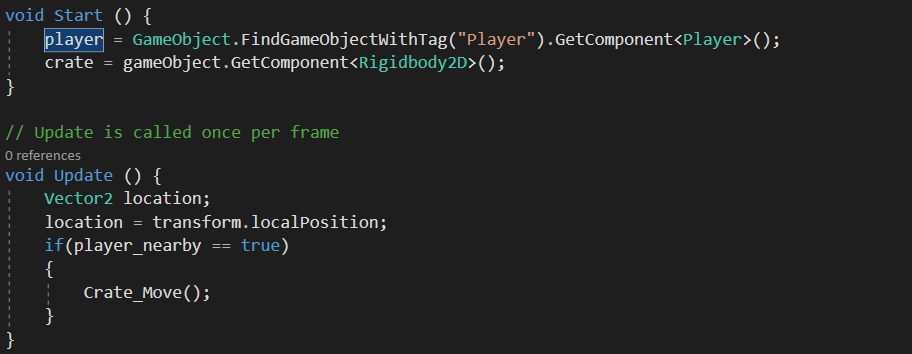 void Start () {
player = GameObject.FindGameObjectWithTag("Player").GetComponent<Player>();
crate = gameObject.GetComponent<Rigidbody2D>();
}
// Update is called once per frame
0 references
void Update () {
Vector2 location;
location = transform.localPosition;
if(player_nearby == true)
{
Crate_Move();
}
}